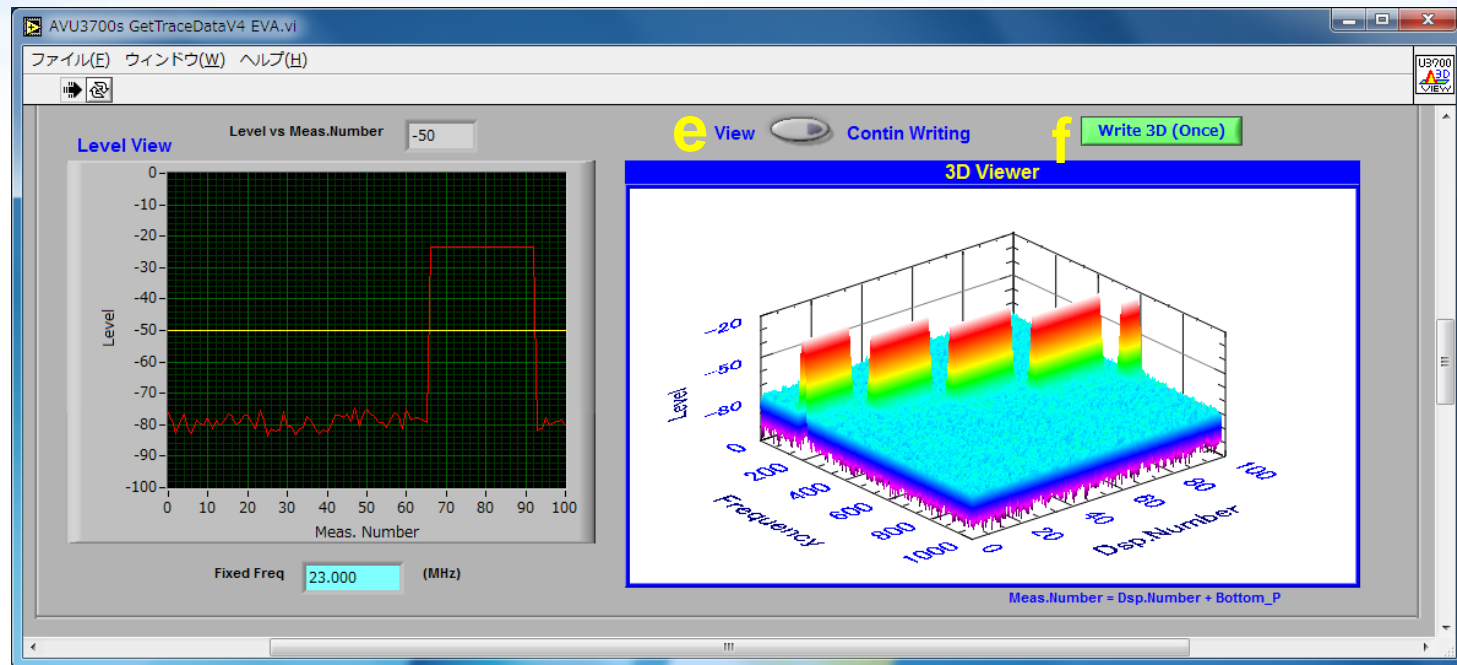 AVU3700s GetTraceDataV4 EVA.vi
ファイル(F) ウィンドウ(W) ヘルプ(H)
U3700
3D
VIEW
Level View
Level vs Meas.Number
-50
e
View
Contin Writing
f
Write 3D (Once)
0
-10
-20
-30
-40
-50
-60
-70
-80
-90
-100
Level
0 10 20 30 40 50 60 70 80 90 100
Meas. Number
Fixed Freq
23.000
(MHz)
3D Viewer
-20
-50
-80
Level
0
200
400
600
800
1000
Frequency
0
20
40
60
80
100
Dsp.Number
Meas.Number = Dsp.Number + Bottom_P